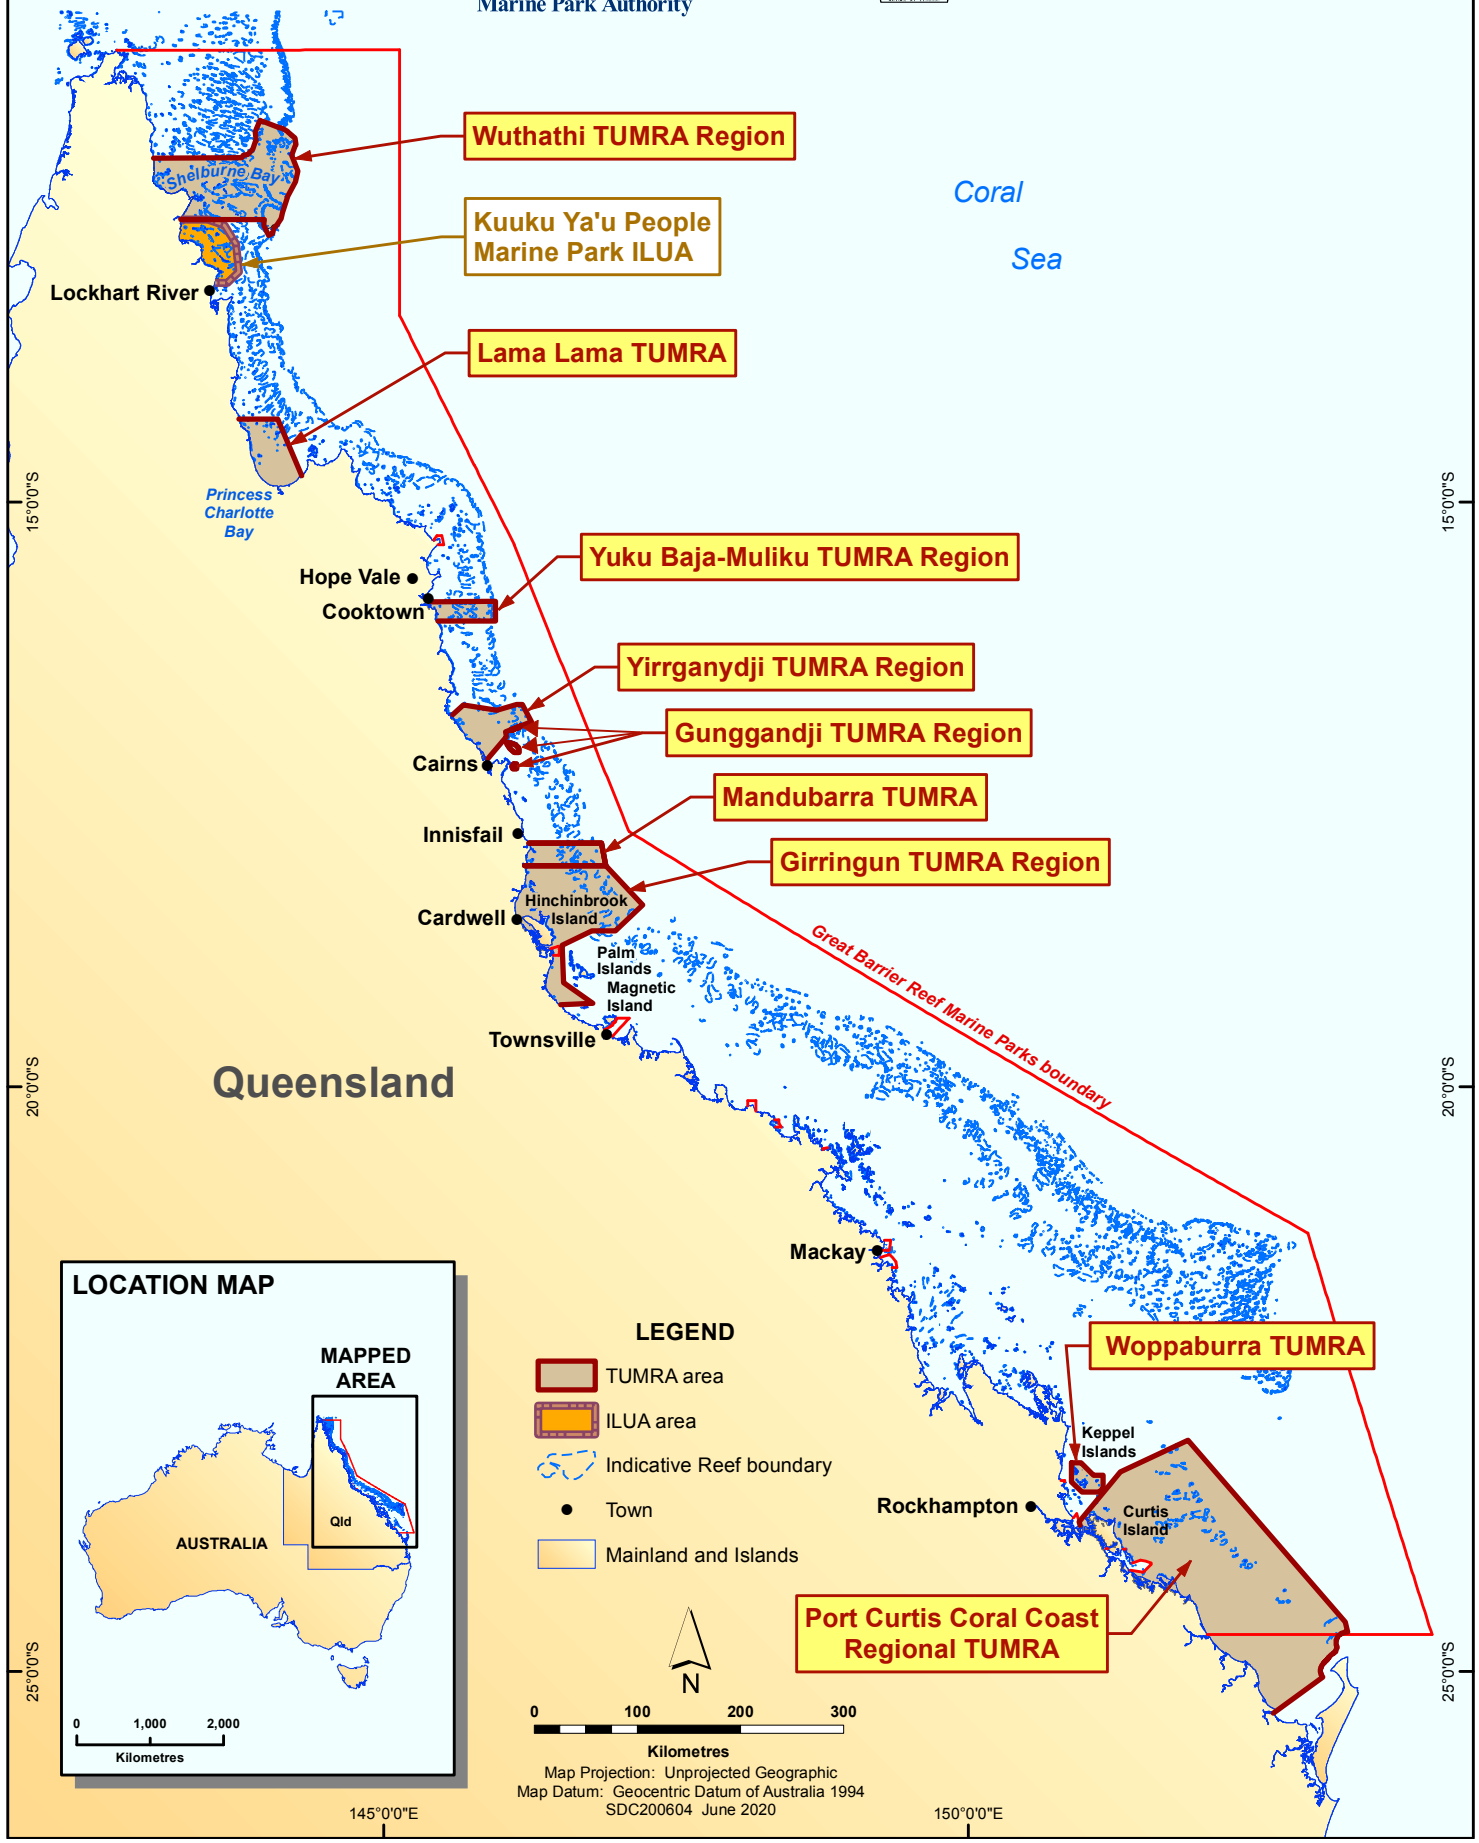 Marine Park Authority
Wuthathi TUMRA Region
Shelburne Bay
Coral
Sea
Kuuku Ya'u People
Marine Park ILUA
Lockhart River
Lama Lama TUMRA
Princess
Charlotte
Bay
15°0'0"S
15°0'0"S
Yuku Baja-Muliku TUMRA Region
Hope Vale
Cooktown
Yirrganydji TUMRA Region
Gunggandji TUMRA Region
Cairns
Mandubarra TUMRA
Innisfail
Girringun TUMRA Region
Hinchinbrook
Island
Cardwell
Great Barrier Reef Marine Parks boundary
Palm
Islands
Magnetic
Island
Townsville
Queensland
20°0'0"S
20°0'0"S
Mackay
LOCATION MAP
MAPPED
AREA
Qld
AUSTRALIA
0 1,000 2,000
Kilometres
LEGEND
TUMRA area
ILUA area
Indicative Reef boundary
Town
Mainland and Islands
Woppaburra TUMRA
Keppel
Islands
Rockhampton
Curtis
Island
Port Curtis Coral Coast
Regional TUMRA
N
25°0'0"S
25°0'0"S
0 100 200 300
Kilometres
Map Projection: Unprojected Geographic
Map Datum: Geocentric Datum of Australia 1994
SDC200604 June 2020
145°0'0"E
150°0'0"E